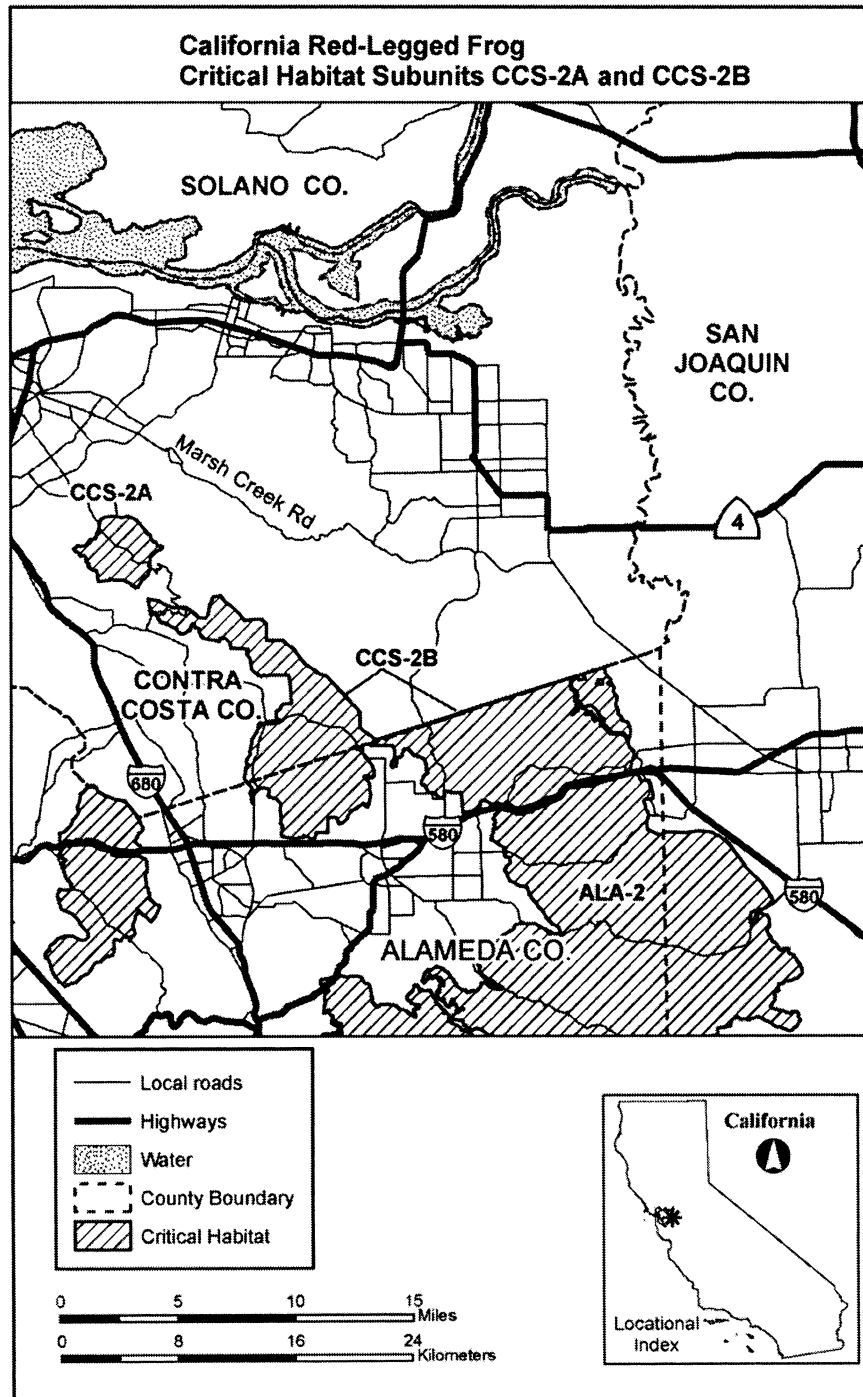 California Red-Legged Frog
Critical Habitat Subunits CCS-2A and CCS-2B
SOLANO CO.
SAN
JOAQUIN
CO.
Marsh Creek Rd
CCS-2A
4
CCS-2B
CONTRA
COSTA CO.
680
580
ALA-2
580
ALAMEDA CO.
Local roads
Highways
Water
County Boundary
Critical Habitat
0 5 10 15
Miles
0 8 16 24
Kilometers
California
Locational
Index